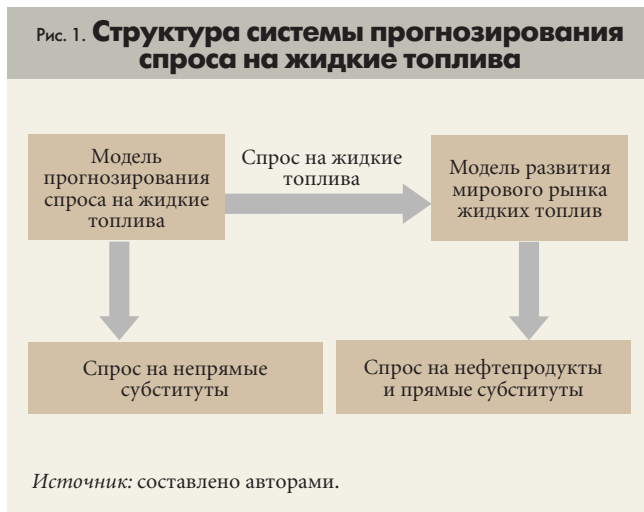 Рис. 1. Структура системы прогнозирования
спроса на жидкие топлива
Модель
прогнозирования
спроса на жидкие
топлива
Спрос на жидкие
топлива
Модель развития
мирового рынка
жидких топлив
Спрос на непрямые
субституты
Спрос на нефтепродукты
и прямые субституты
Источник: составлено авторами.